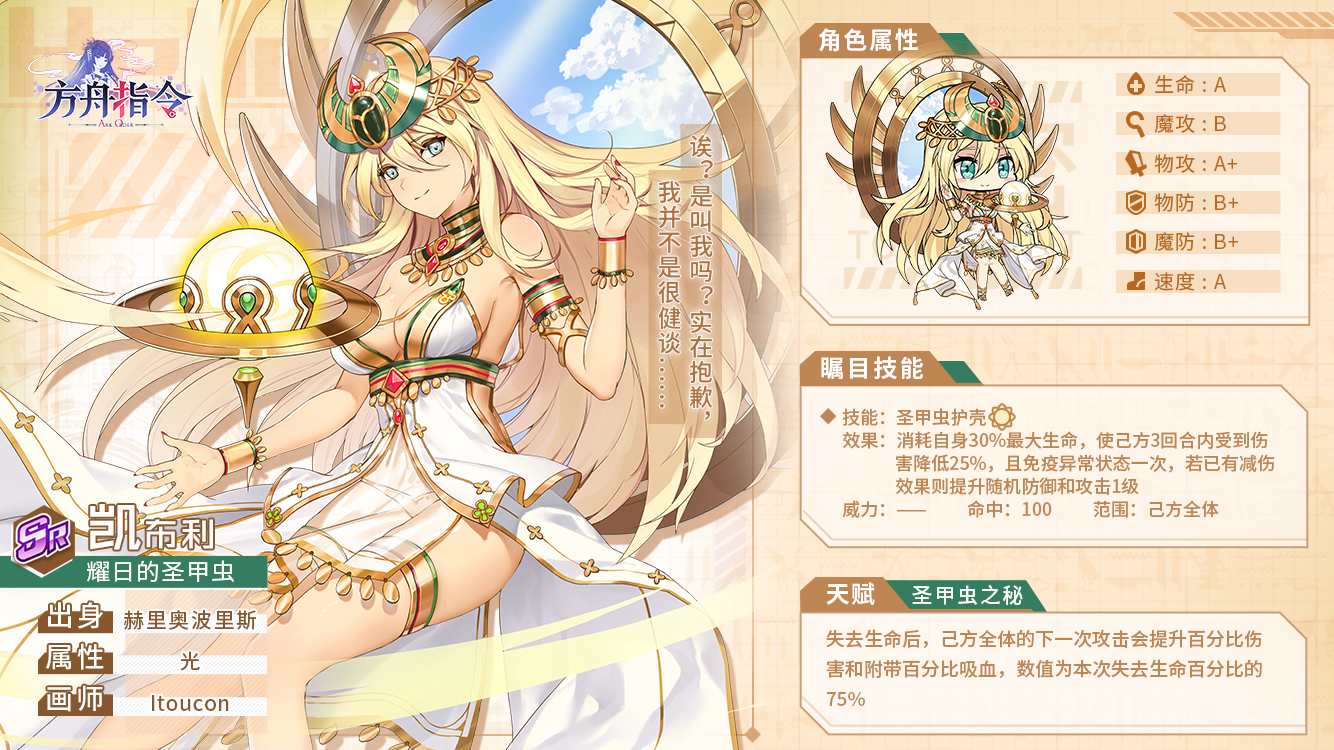 方舟指令
ARK ORDER
诶？是叫我吗？实在抱歉，
我并不是很健谈……
SR
凯布利
耀日的圣甲虫
出身 赫里奥波里斯
属性 光
画师 Itoucon
角色属性
生命：A
魔攻：B
物攻：A+
物防：B+
魔防：B+
速度：A
瞩目技能
技能：圣甲虫护壳
效果：消耗自身30%最大生命，使己方3回合内受到伤
害降低25%，且免疫异常状态一次，若已有减伤
效果则提升随机防御和攻击1级
威力：—— 命中：100 范围：己方全体
天赋 圣甲虫之秘
失去生命后，己方全体的下一次攻击会提升百分比伤
害和附带百分比吸血，数值为本次失去生命百分比的
75%